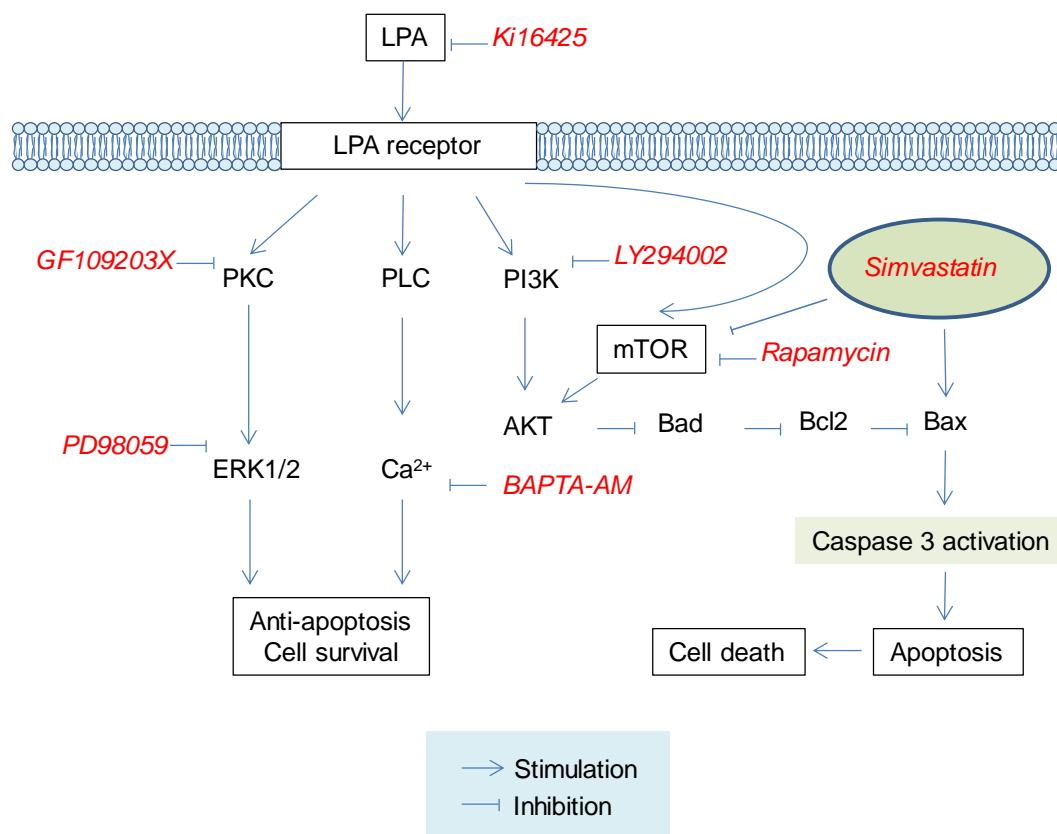 LPA
Ki16425
LPA receptor
GF109203X
PKC
PLC
PI3K
LY294002
Simvastatin
mTOR
Rapamycin
AKT
Bad
Bcl2
Bax
PD98059
ERK1/2
Ca²⁺
BAPTA-AM
Caspase 3 activation
Anti-apoptosis
Cell survival
Cell death
Apoptosis
Stimulation
Inhibition